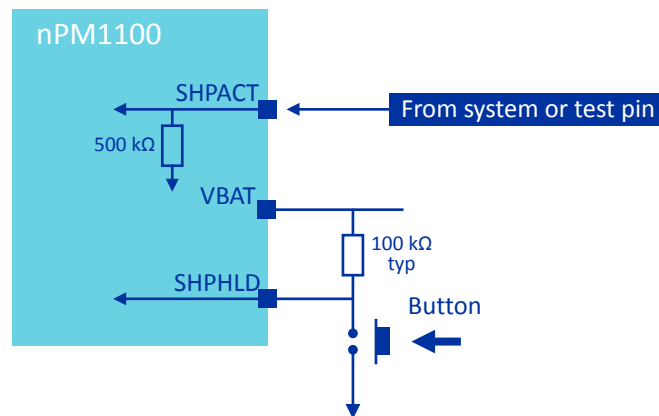 nPM1100
SHPACT
From system or test pin
500 kΩ
VBAT
100 kΩ
typ
SHPHLD
Button